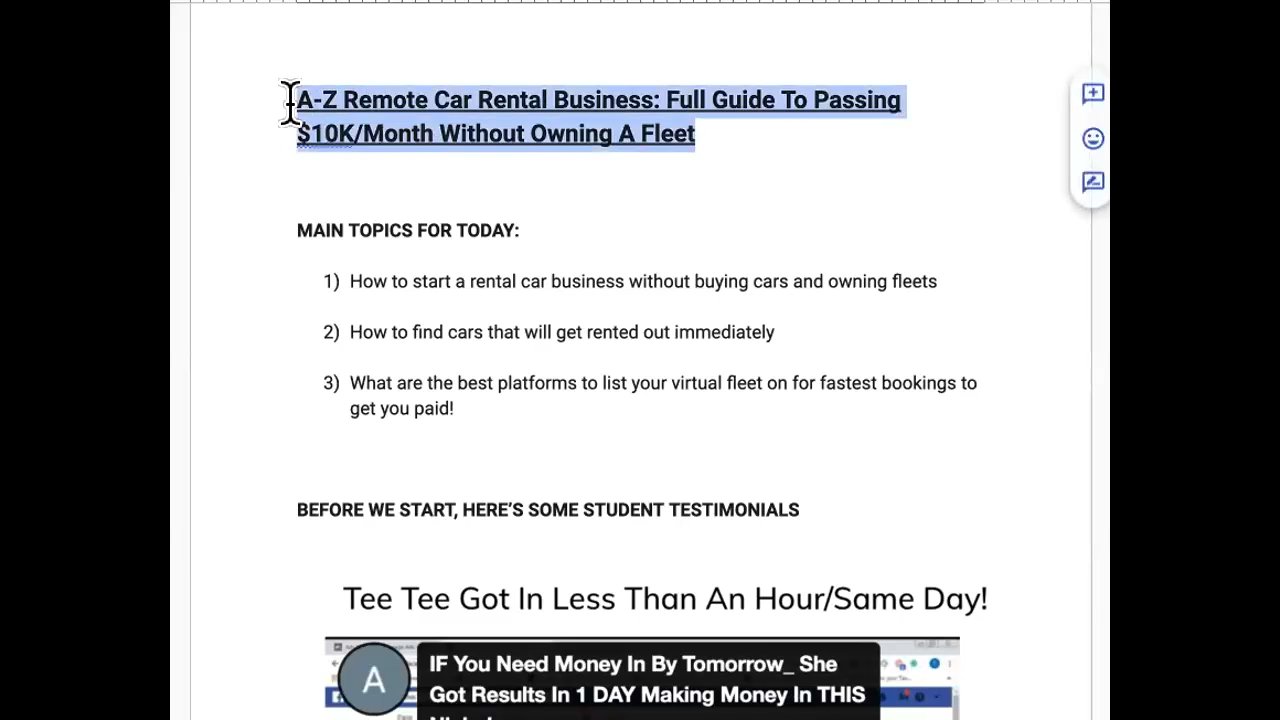 A-Z Remote Car Rental Business: Full Guide To Passing
$10K/Month Without Owning A Fleet
MAIN TOPICS FOR TODAY:
1) How to start a rental car business without buying cars and owning fleets
2) How to find cars that will get rented out immediately
3) What are the best platforms to list your virtual fleet on for fastest bookings to
get you paid!
BEFORE WE START, HERE'S SOME STUDENT TESTIMONIALS
Tee Tee Got In Less Than An Hour/Same Day!
A
IF You Need Money In By Tomorrow_ She
Got Results In 1 DAY Making Money In THIS